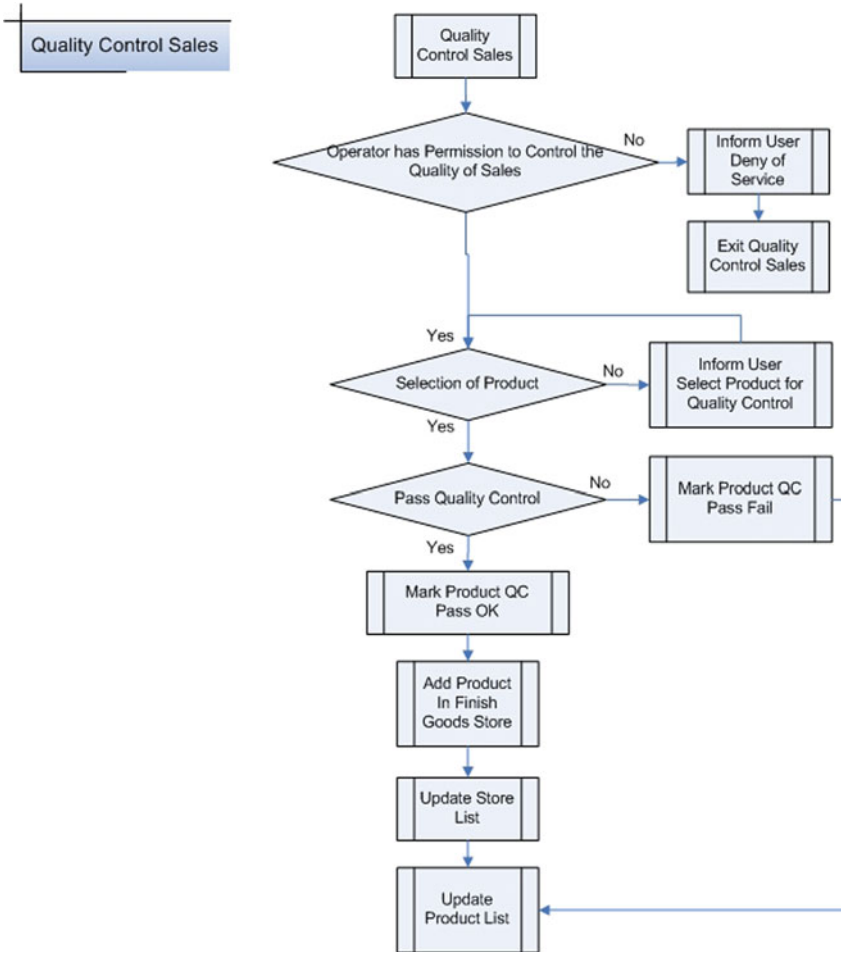 Quality Control Sales
Quality
Control Sales
Operator has Permission to Control the
Quality of Sales
No
Inform User
Deny of
Service
Exit Quality
Control Sales
Yes
Selection of Product
No
Inform User
Select Product for
Quality Control
Yes
Pass Quality Control
No
Mark Product QC
Pass Fail
Yes
Mark Product QC
Pass OK
Add Product
In Finish
Goods Store
Update Store
List
Update
Product List